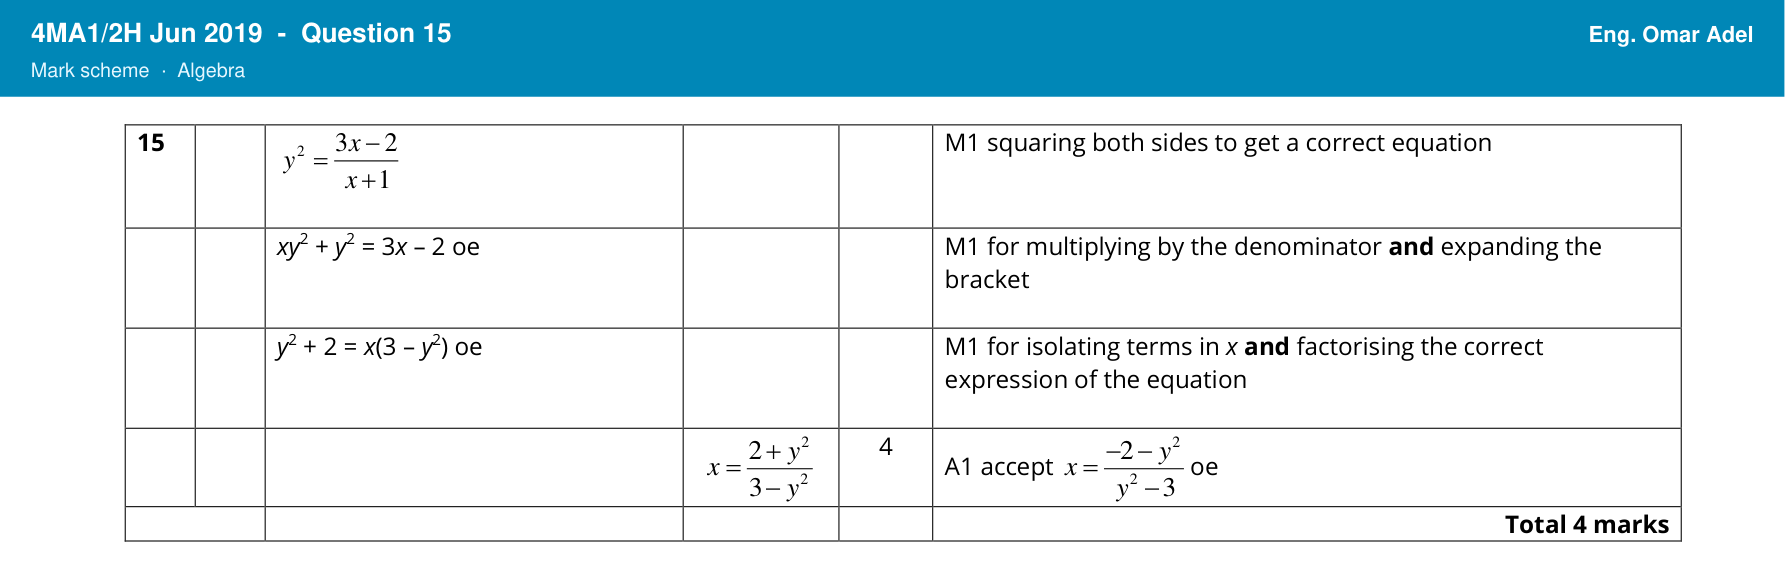 4MA1/2H Jun 2019 - Question 15
Eng. Omar Adel
Mark scheme · Algebra
15
y² = (3x – 2)/(x + 1)
M1 squaring both sides to get a correct equation
xy² + y² = 3x – 2 oe
M1 for multiplying by the denominator and expanding the
bracket
y² + 2 = x(3 – y²) oe
M1 for isolating terms in x and factorising the correct
expression of the equation
x = (2 + y²)/(3 – y²)
4
A1 accept x = (–2 – y²)/(y² – 3) oe
Total 4 marks